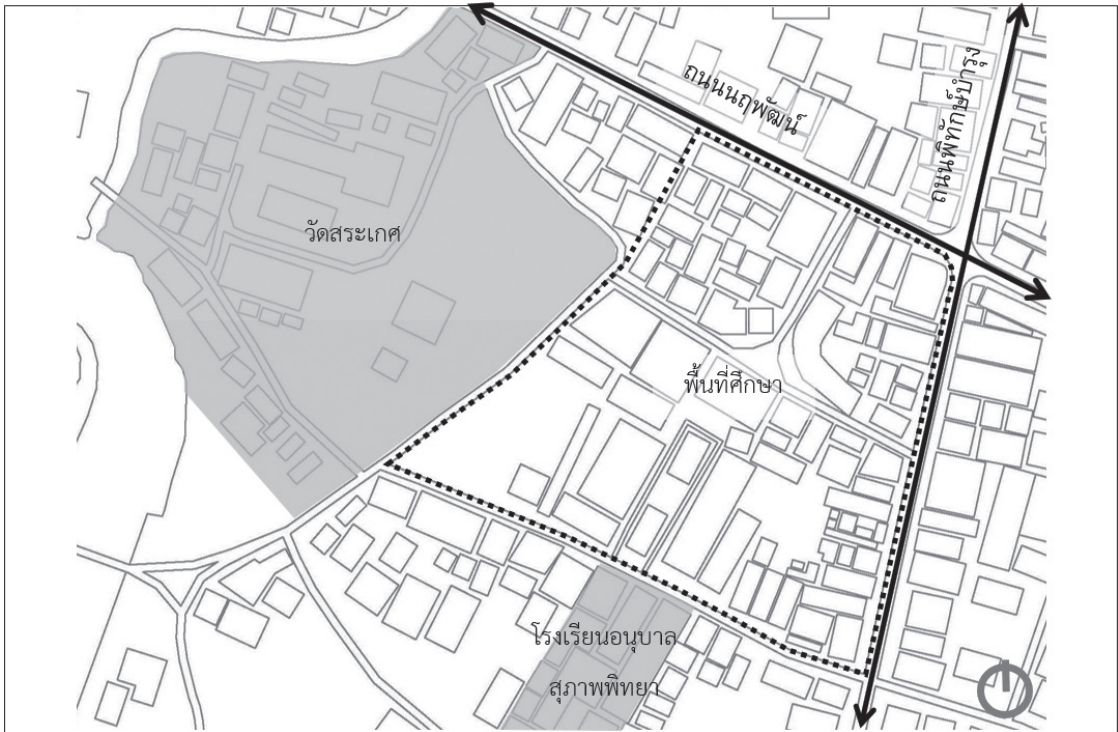 ถนนนฤพัฒน์
ถนนพิทักษ์บำรุง
วัดสระเกศ
พื้นที่ศึกษา
โรงเรียนอนุบาล
สุภาพพิทยา